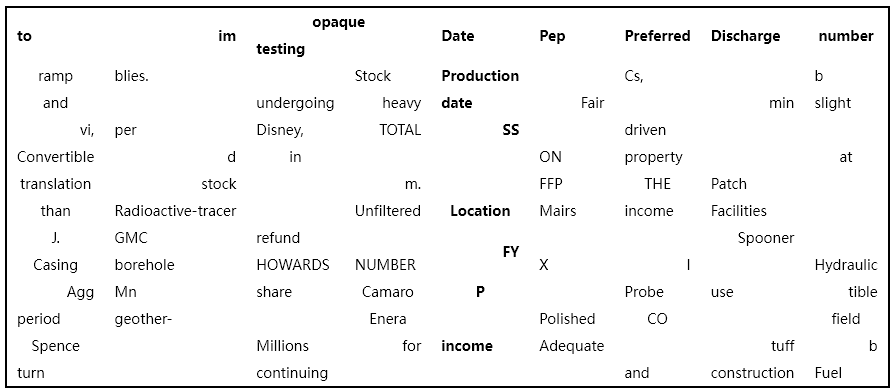 opaque
to im Date Pep Preferred Discharge number
testing
ramp blies. Stock Production Cs, b
and undergoing heavy date Fair min slight
vi, per Disney, TOTAL SS driven
Convertible d in ON property at
translation stock m. FFP THE Patch
than Radioactive-tracer Unfiltered Location Mairs income Facilities
J. GMC refund Spooner
FY
Casing borehole HOWARDS NUMBER X I Hydraulic
Agg Mn share Camaro P Probe use tible
period geother- Enera Polished CO field
Spence Millions for income Adequate tuff b
turn continuing and construction Fuel